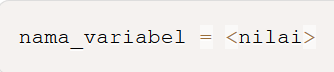 nama_variabel = <nilai>